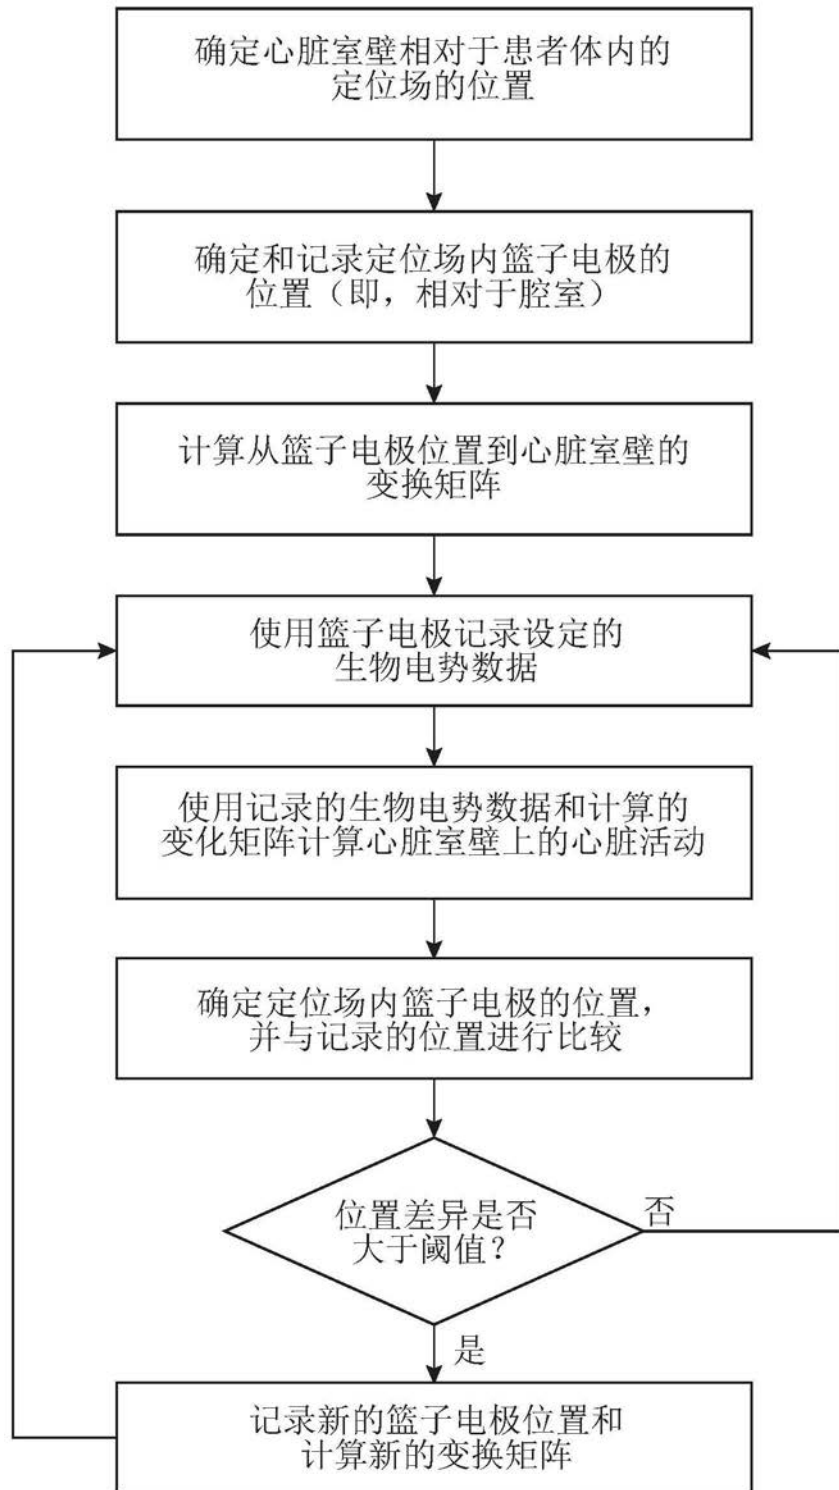 确定心脏室壁相对于患者体内的
定位场的位置
确定和记录定位场内篮子电极的
位置（即，相对于腔室）
计算从篮子电极位置到心脏室壁的
变换矩阵
使用篮子电极记录设定的
生物电势数据
使用记录的生物电势数据和计算的
变化矩阵计算心脏室壁上的心脏活动
确定定位场内篮子电极的位置，
并与记录的位置进行比较
位置差异是否
大于阈值？
否
是
记录新的篮子电极位置和
计算新的变换矩阵